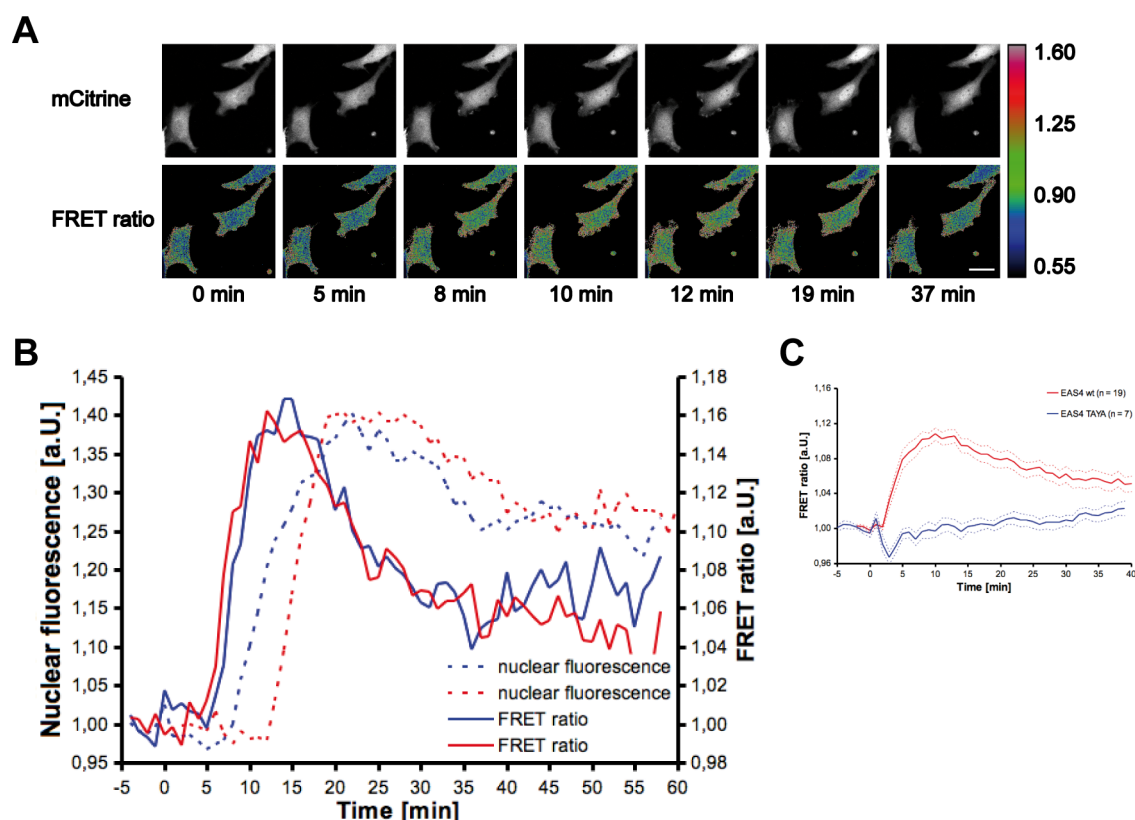 A
mCitrine
FRET ratio
0 min 5 min 8 min 10 min 12 min 19 min 37 min
1.60
1.25
0.90
0.55
B
Nuclear fluorescence [a.U.]
1,45
1,40
1,35
1,30
1,25
1,20
1,15
1,10
1,05
1,00
0,95
1,18
1,16
1,14
1,12
1,10
1,08
1,06
1,04
1,02
1,00
0,98
FRET ratio [a.U.]
nuclear fluorescence
nuclear fluorescence
FRET ratio
FRET ratio
-5 0 5 10 15 20 25 30 35 40 45 50 55 60
Time [min]
C
FRET ratio [a.U.]
1,16
1,12
1,08
1,04
1,00
0,96
EAS4 wt (n = 19)
EAS4 TAYA (n = 7)
-5 0 5 10 15 20 25 30 35 40
Time [min]